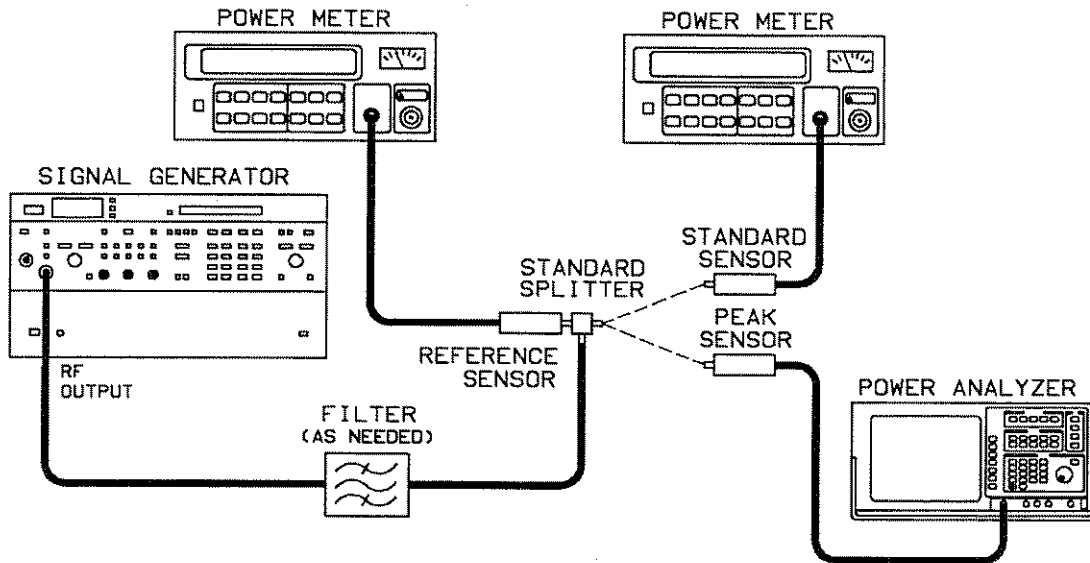 POWER METER
POWER METER
SIGNAL GENERATOR
STANDARD
SENSOR
STANDARD
SPLITTER
PEAK
SENSOR
REFERENCE
SENSOR
RF
OUTPUT
POWER ANALYZER
FILTER
(AS NEEDED)